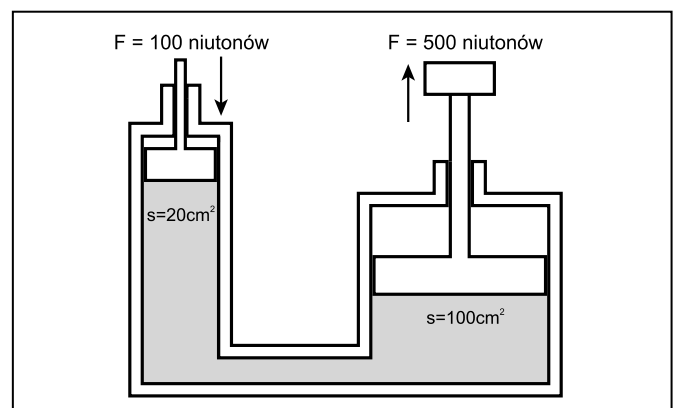 F = 100 niutonów
F = 500 niutonów
s=20cm²
s=100cm²